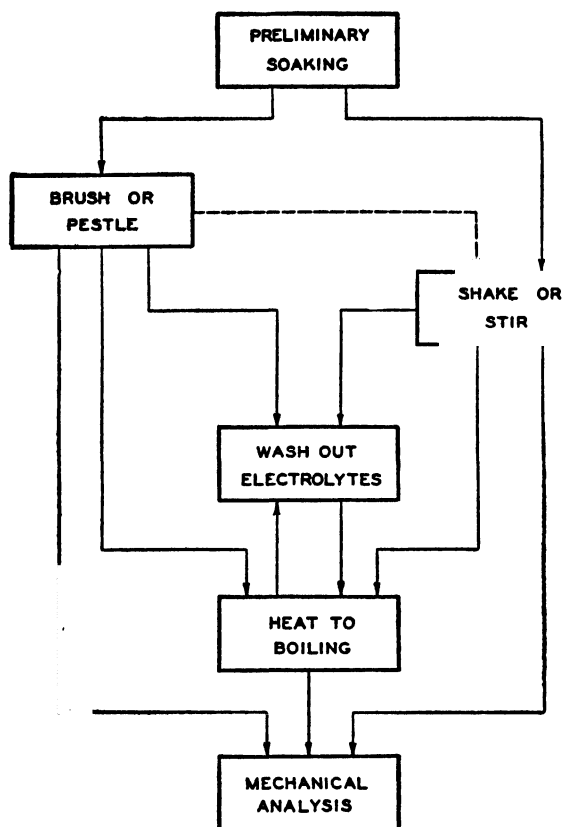 PRELIMINARY
SOAKING
BRUSH OR
PESTLE
SHAKE OR
STIR
WASH OUT
ELECTROLYTES
HEAT TO
BOILING
MECHANICAL
ANALYSIS